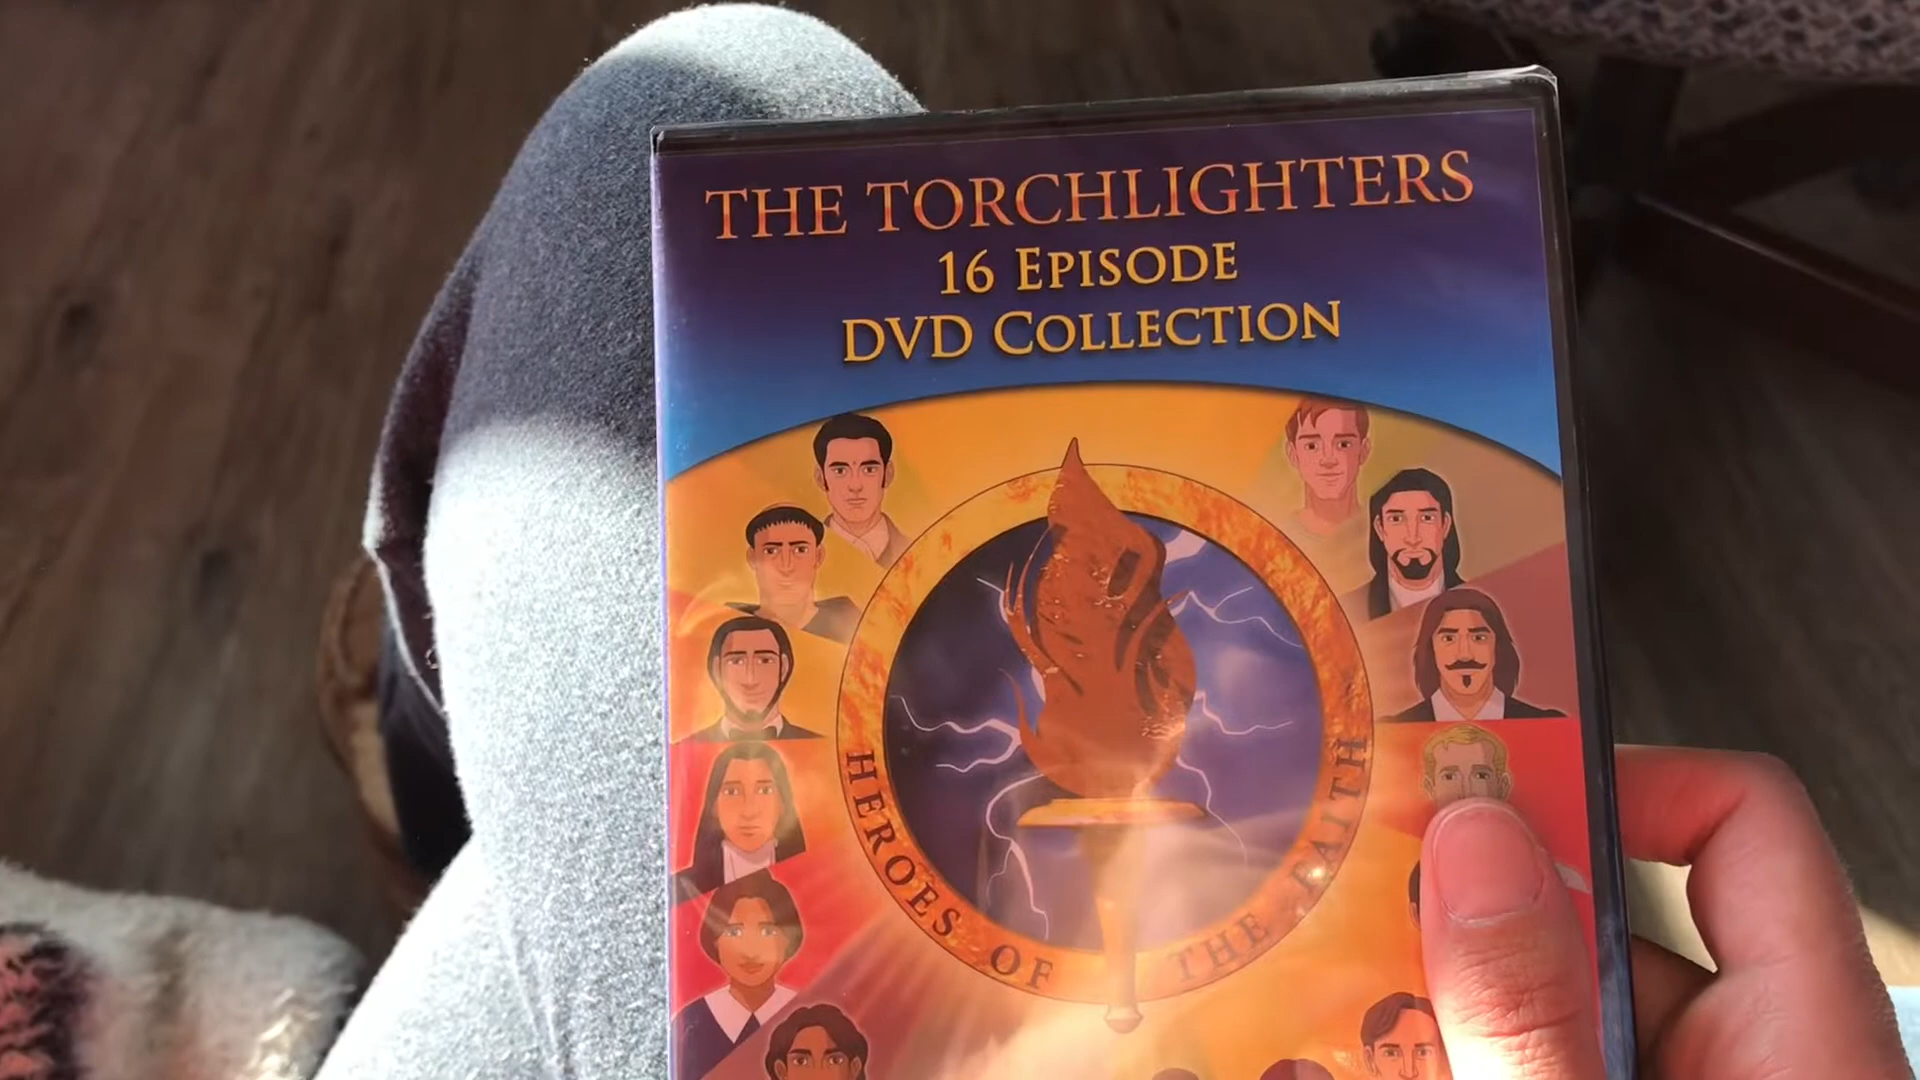 THE TORCHLIGHTERS
16 EPISODE
DVD COLLECTION
HEROES OF THE FAITH